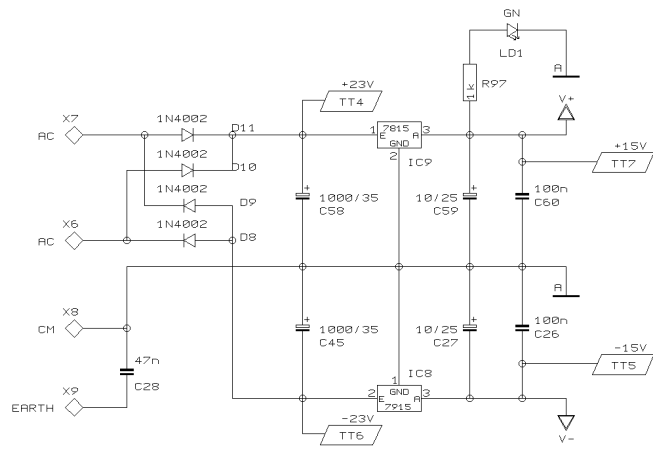 GN
LD1
A
R97
1k
+23V
TT4
V+
X7
1N4002
D11
AC
1 E 7815 A 3
GND
2
IC9
+15V
TT7
1N4002
D10
1N4002
D9
+
1000/35
C58
10/25
C59
100n
C60
X6
1N4002
D8
AC
A
X8
CM
+
1000/35
C45
+
10/25
C27
100n
C26
-15V
TT5
47n
C28
X9
EARTH
IC8
1
GND
2 E 7915 A 3
-23V
TT6
V-